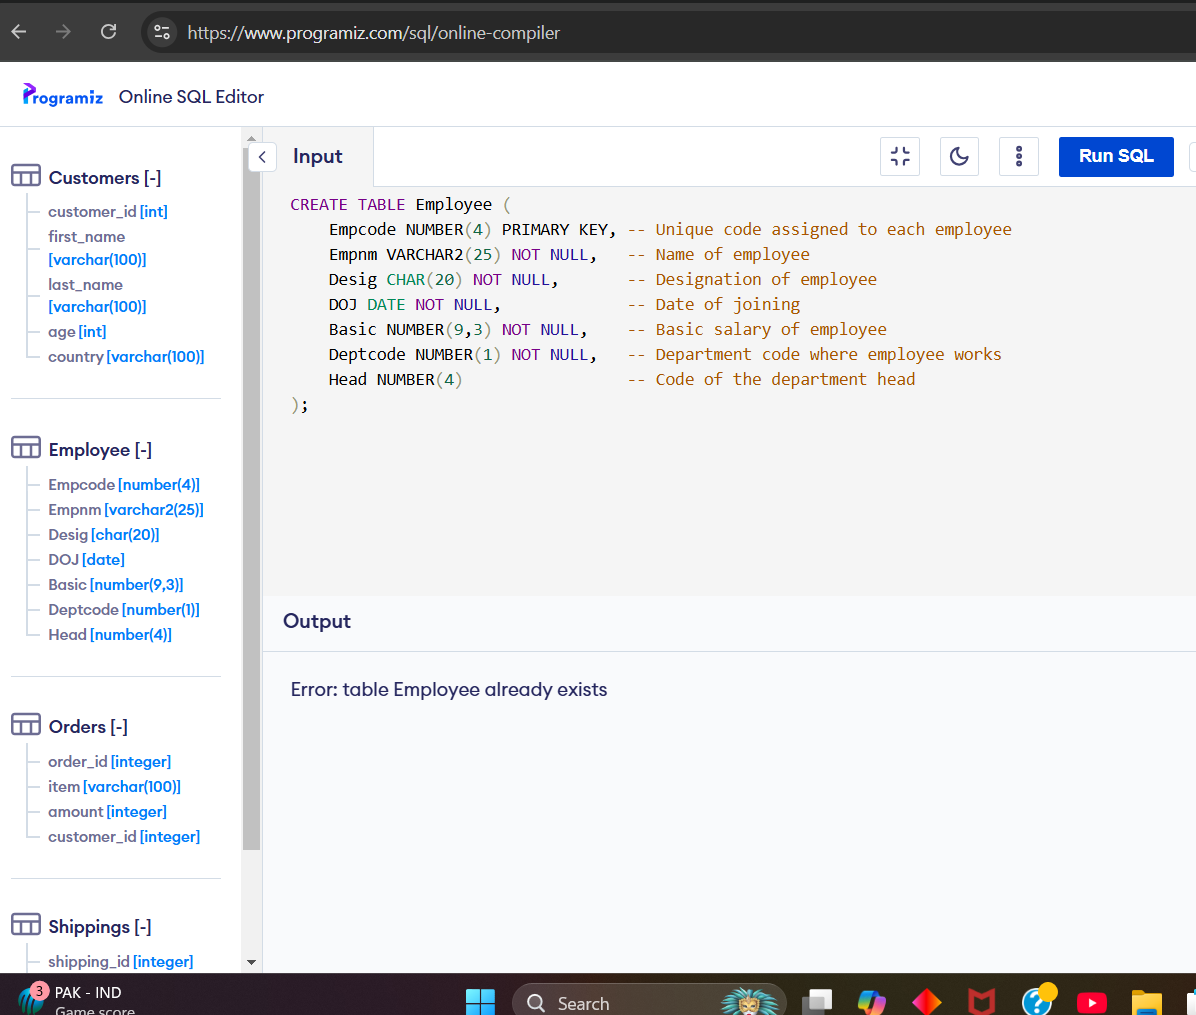 https://www.programiz.com/sql/online-compiler
Programiz Online SQL Editor
Customers [-]
customer_id [int]
first_name
[varchar(100)]
last_name
[varchar(100)]
age [int]
country [varchar(100)]
Employee [-]
Empcode [number(4)]
Empnm [varchar2(25)]
Desig [char(20)]
DOJ [date]
Basic [number(9,3)]
Deptcode [number(1)]
Head [number(4)]
Orders [-]
order_id [integer]
item [varchar(100)]
amount [integer]
customer_id [integer]
Shippings [-]
shipping_id [integer]
Input
Run SQL
CREATE TABLE Employee (
Empcode NUMBER(4) PRIMARY KEY, -- Unique code assigned to each employee
Empnm VARCHAR2(25) NOT NULL, -- Name of employee
Desig CHAR(20) NOT NULL, -- Designation of employee
DOJ DATE NOT NULL, -- Date of joining
Basic NUMBER(9,3) NOT NULL, -- Basic salary of employee
Deptcode NUMBER(1) NOT NULL, -- Department code where employee works
Head NUMBER(4) -- Code of the department head
);
Output
Error: table Employee already exists
3
PAK - IND
Game score
Search